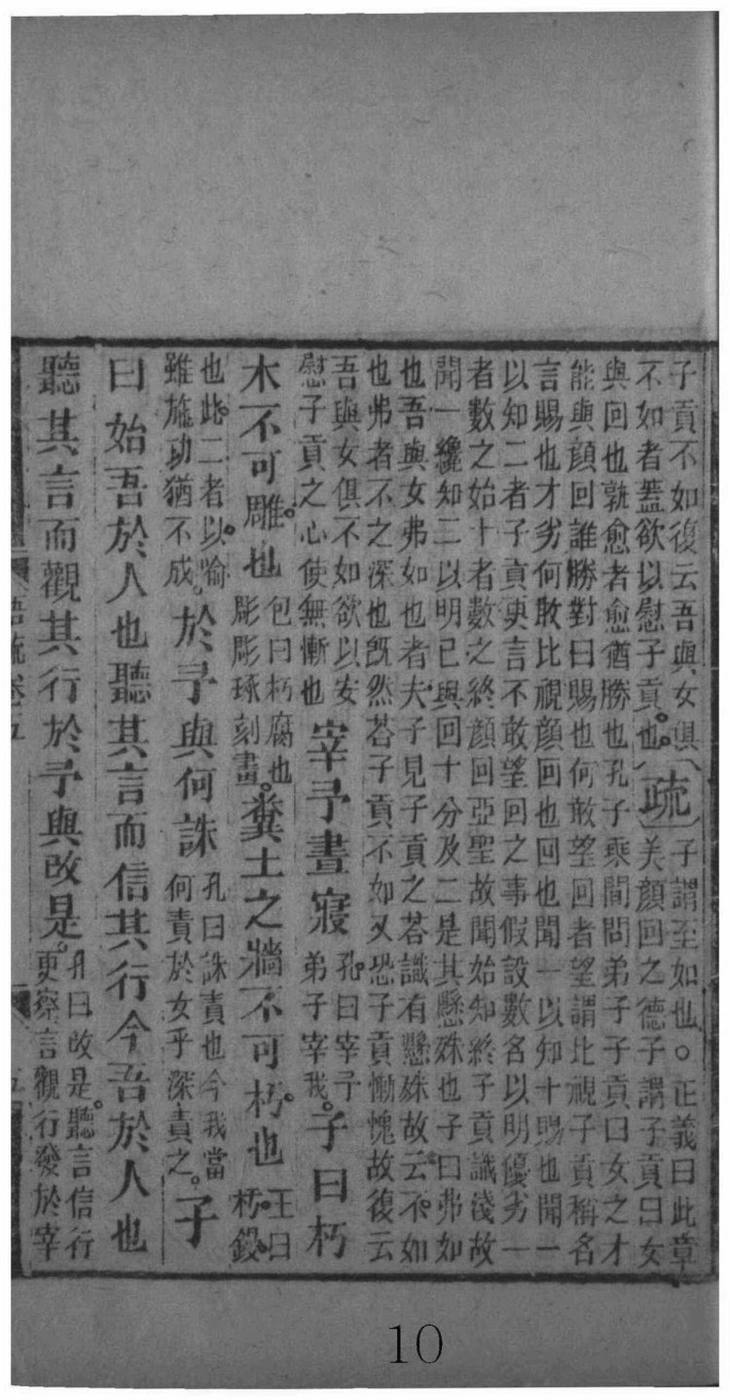 子貢不如復云吾與女俱
不如者蓋欲以慰子貢也
疏
子謂至如也○正義曰此章
美顏回之德子謂子貢曰女
與回也孰愈者愈猶勝也孔子乘間問弟子子貢曰女之才
能與顏回誰勝對曰賜也何敢望回者望謂比視子貢稱名
言賜也才劣何敢比視顏回也回也聞一以知十賜也聞一
以知二者子貢更言不敢望回之事假設數名以明優劣一
者數之始十者數之終顏回亞聖故聞始知終子貢識淺故
聞一纔知二以明已與回十分及二是其懸殊也子曰弗如
也吾與女弗如也者夫子見子貢之荅識有懸殊故云不如
也弗者不之深也既然荅子貢不如又恐子貢慚愧故復云
吾與女俱不如欲以安
慰子貢之心使無慚也
宰予晝寢
孔曰宰予
弟子宰我
子曰朽
木不可雕也
包曰朽腐也
彫彫琢刻畫
糞土之牆不可杇也
王曰
杇鏝
也此二者以喻
雖施功猶不成
於予與何誅
孔曰誅責也今我當
何責於女乎深責之
子
曰始吾於人也聽其言而信其行今吾於人也
聽其言而觀其行於予與改是
孔曰改是聽言信行
更察言觀行發於宰
語疏卷五
五
10